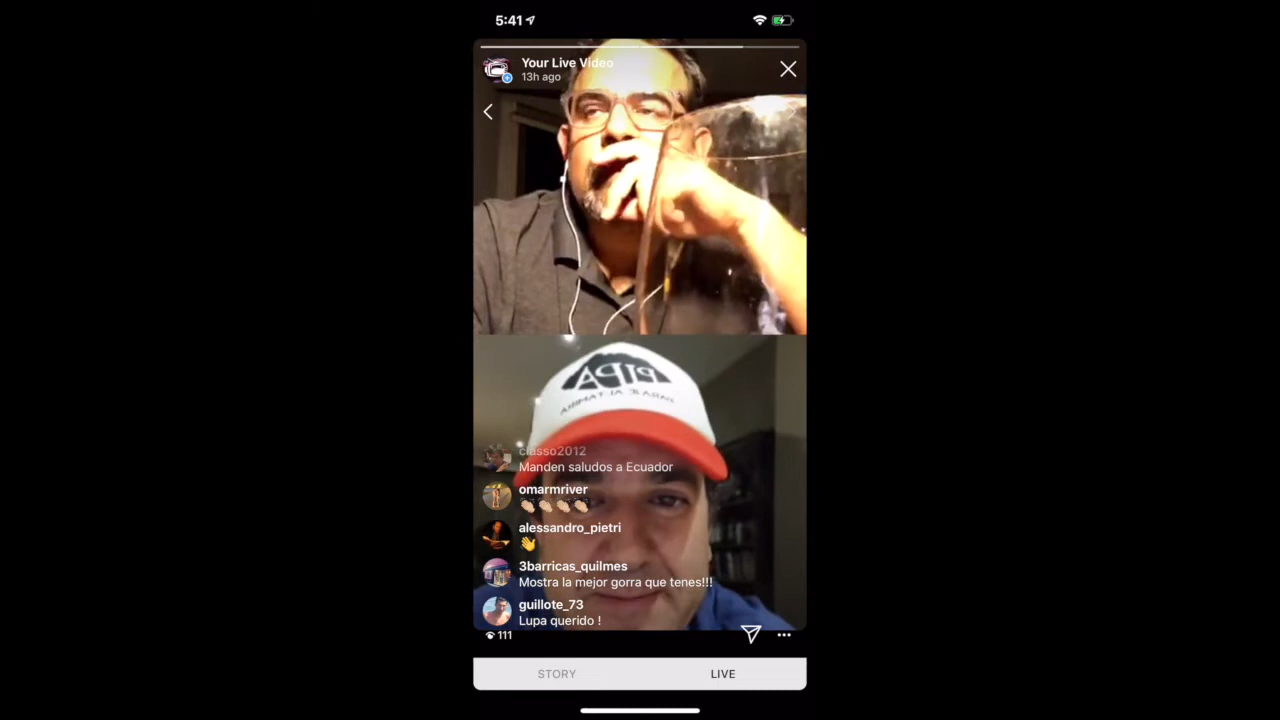 5:41
Your Live Video
13h ago
PIPA
classo2012
Manden saludos a Ecuador
omarmriver
👏🏻👏🏻👏🏻👏🏻
alessandro_pietri
👋
3barricas_quilmes
Mostra la mejor gorra que tenes!!!
guillote_73
Lupa querido !
111
STORY
LIVE